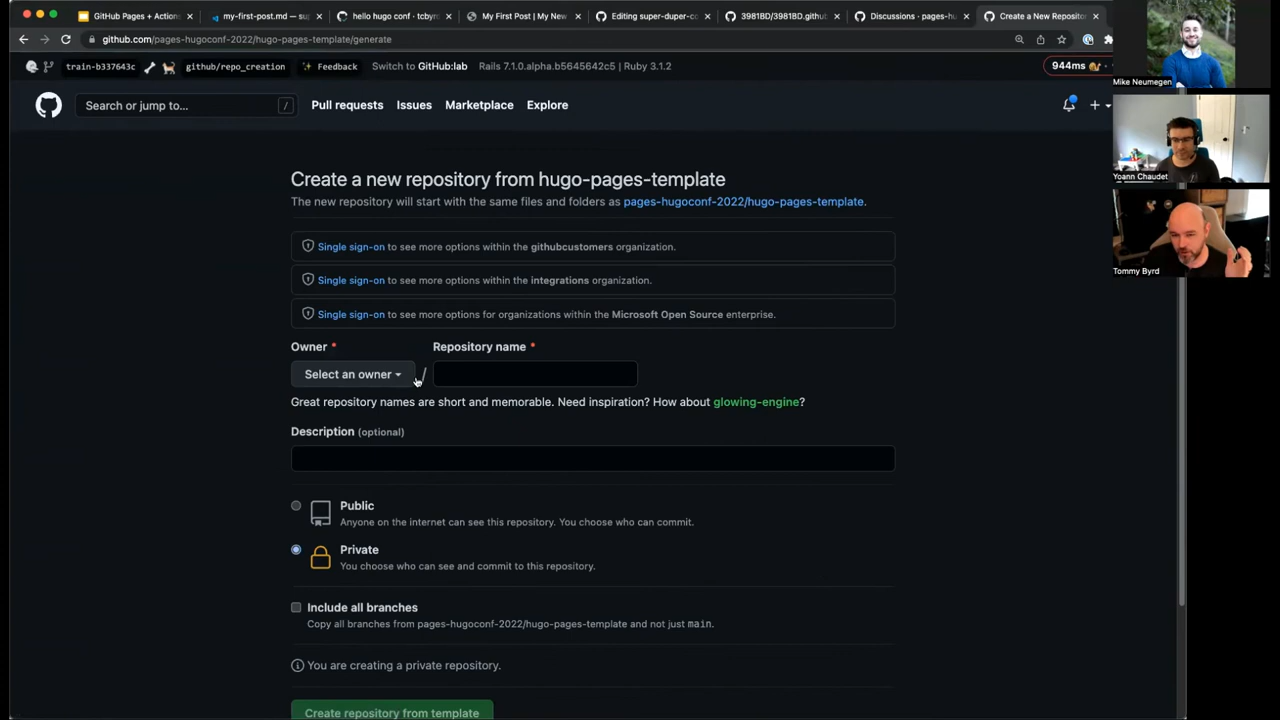 GitHub Pages + Action
my-first-post.md — su
hello hugo conf · tcbyr
My First Post | My New
Editing super-duper-co
3981BD/3981BD.github
Discussions · pages-hu
Create a New Reposito
github.com/pages-hugoconf-2022/hugo-pages-template/generate
train-b337643c
github/repo_creation
Feedback
Switch to GitHub:lab
Rails 7.1.0.alpha.b5645642c5 | Ruby 3.1.2
944ms
Mike Neumegen
Search or jump to...
/
Pull requests
Issues
Marketplace
Explore
Yoann Chaudet
Tommy Byrd
Create a new repository from hugo-pages-template
The new repository will start with the same files and folders as pages-hugoconf-2022/hugo-pages-template.
Single sign-on to see more options within the githubcustomers organization.
Single sign-on to see more options within the integrations organization.
Single sign-on to see more options for organizations within the Microsoft Open Source enterprise.
Owner *
Repository name *
Select an owner
/
Great repository names are short and memorable. Need inspiration? How about glowing-engine?
Description (optional)
Public
Anyone on the internet can see this repository. You choose who can commit.
Private
You choose who can see and commit to this repository.
Include all branches
Copy all branches from pages-hugoconf-2022/hugo-pages-template and not just main.
You are creating a private repository.
Create repository from template